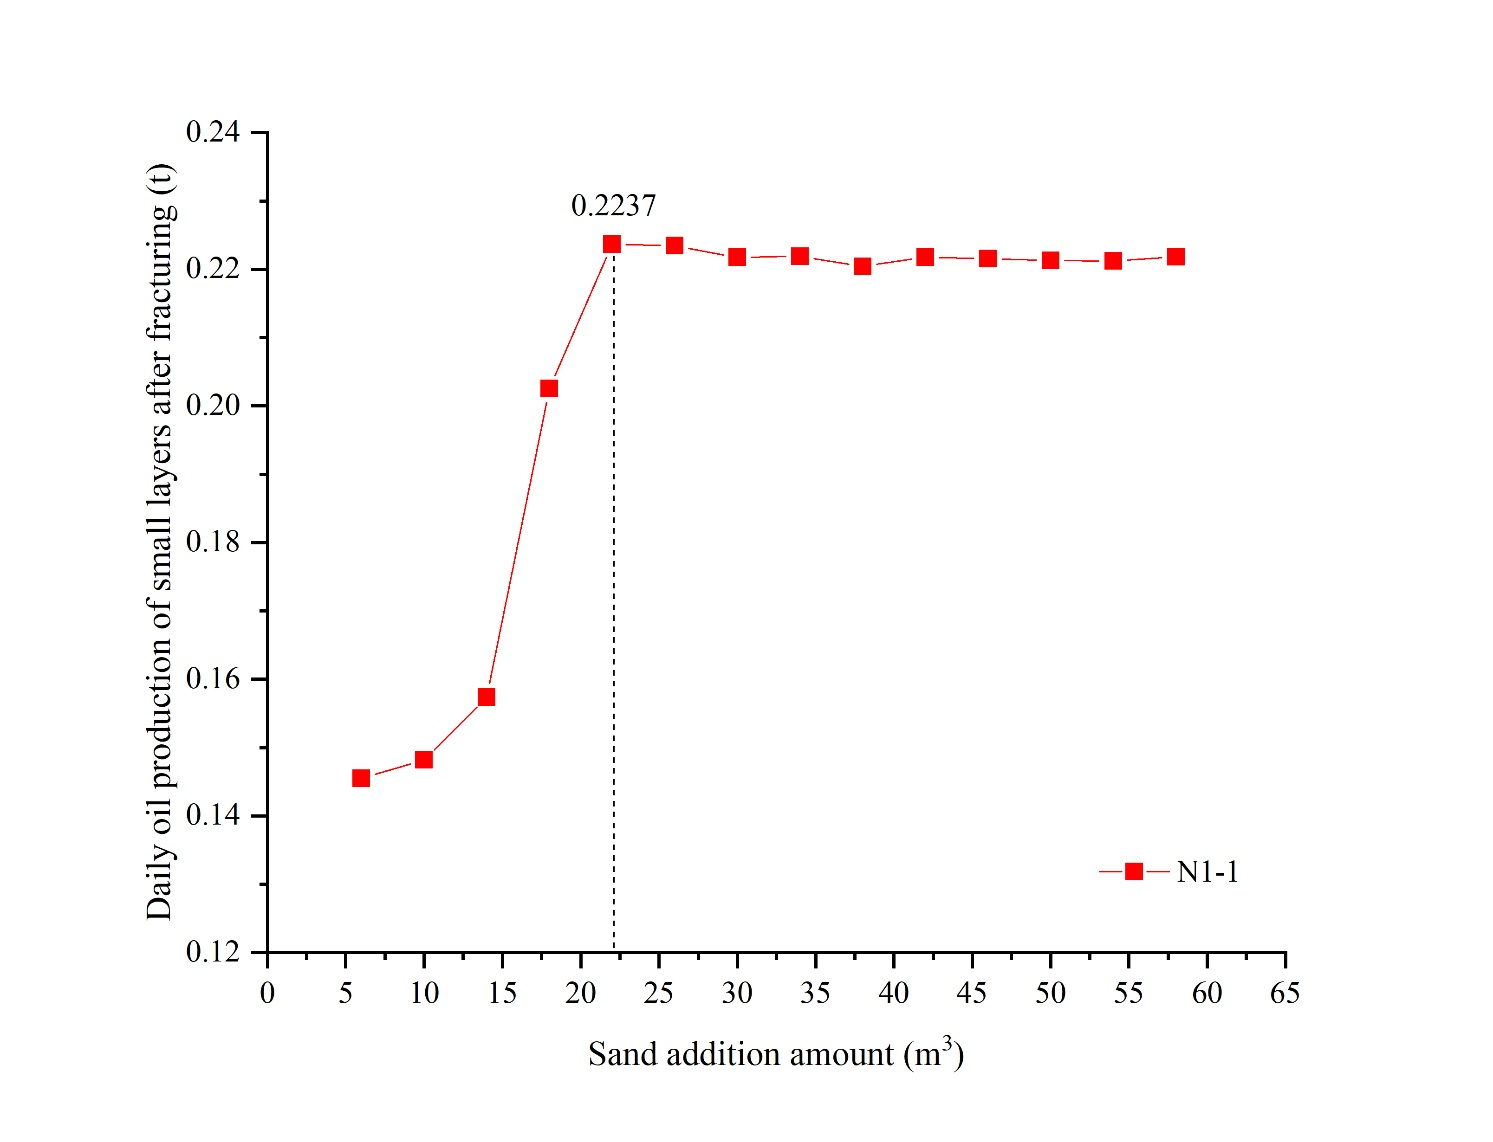 0.24
0.22
0.20
0.18
0.16
0.14
0.12
Daily oil production of small layers after fracturing (t)
0.2237
N1-1
0 5 10 15 20 25 30 35 40 45 50 55 60 65
Sand addition amount (m³)